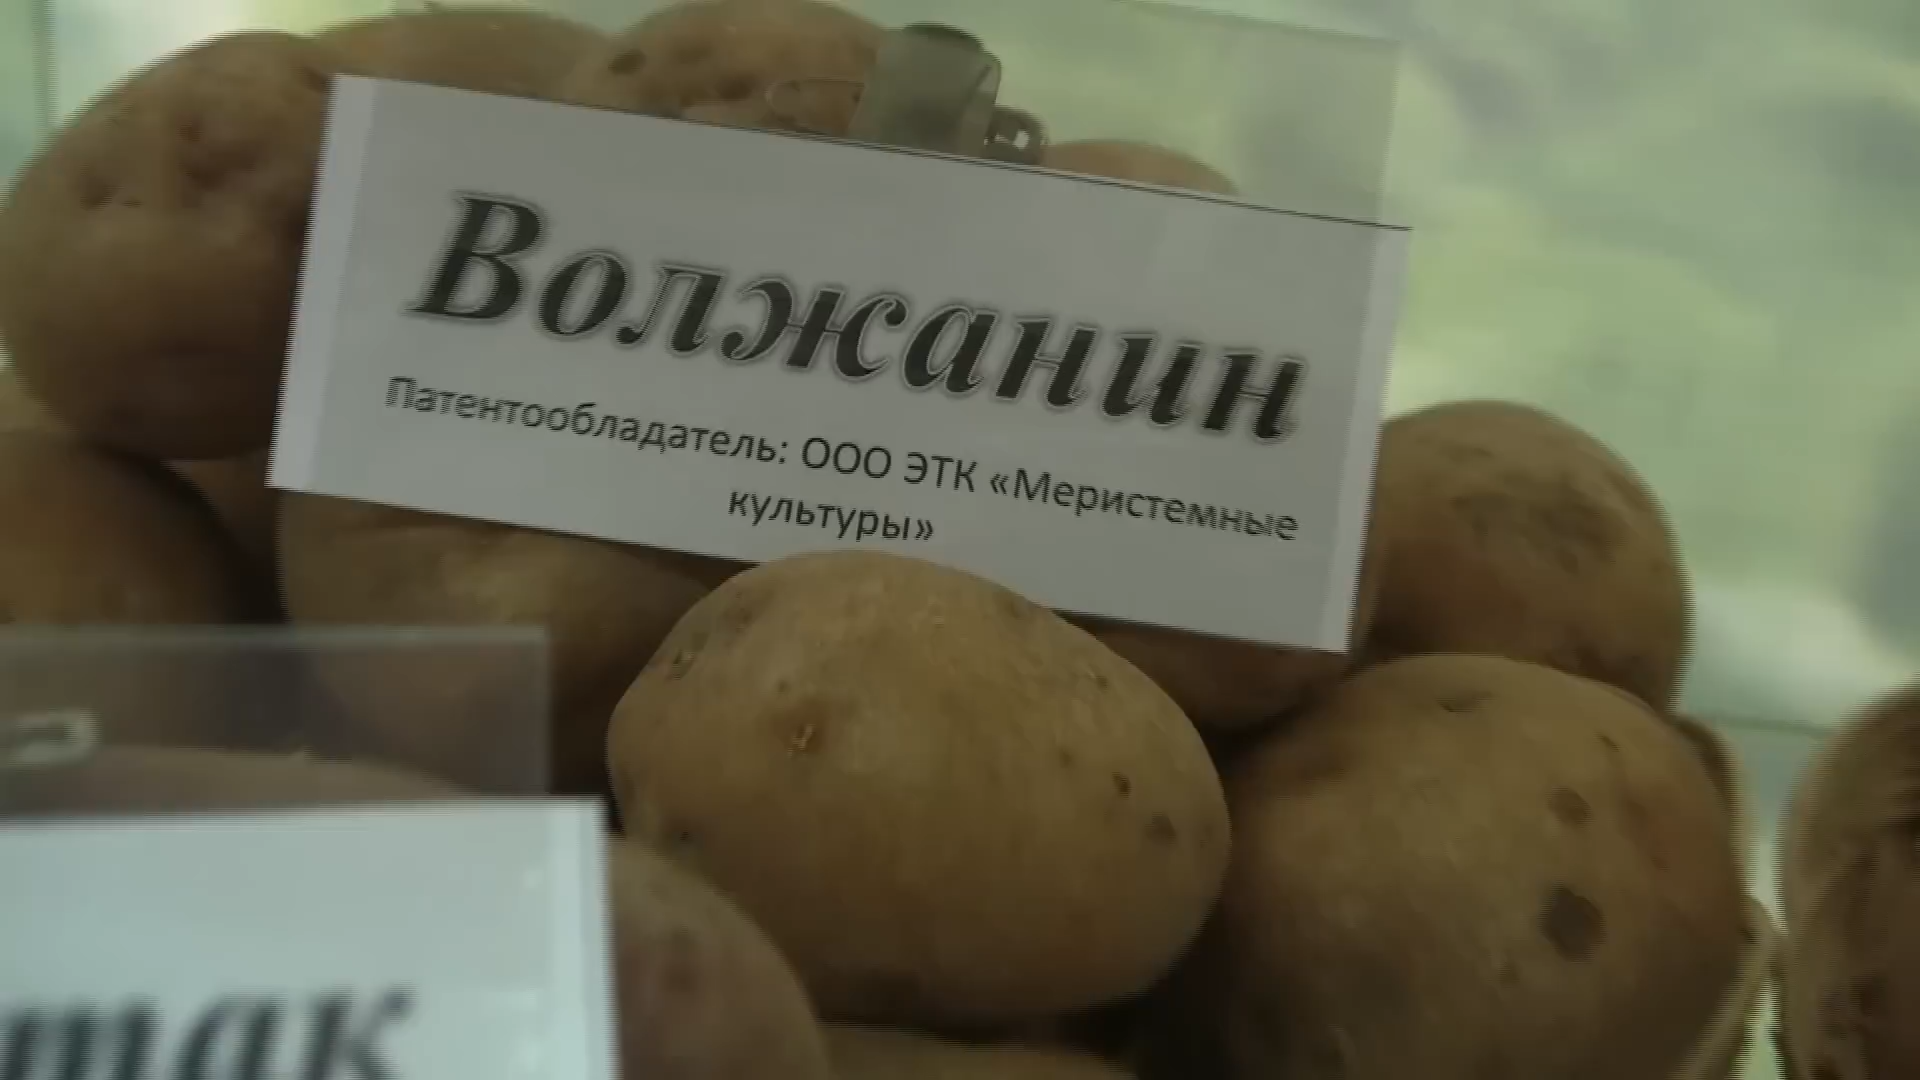 Волжанин
Патентообладатель: ООО ЭТК «Меристемные
культуры»